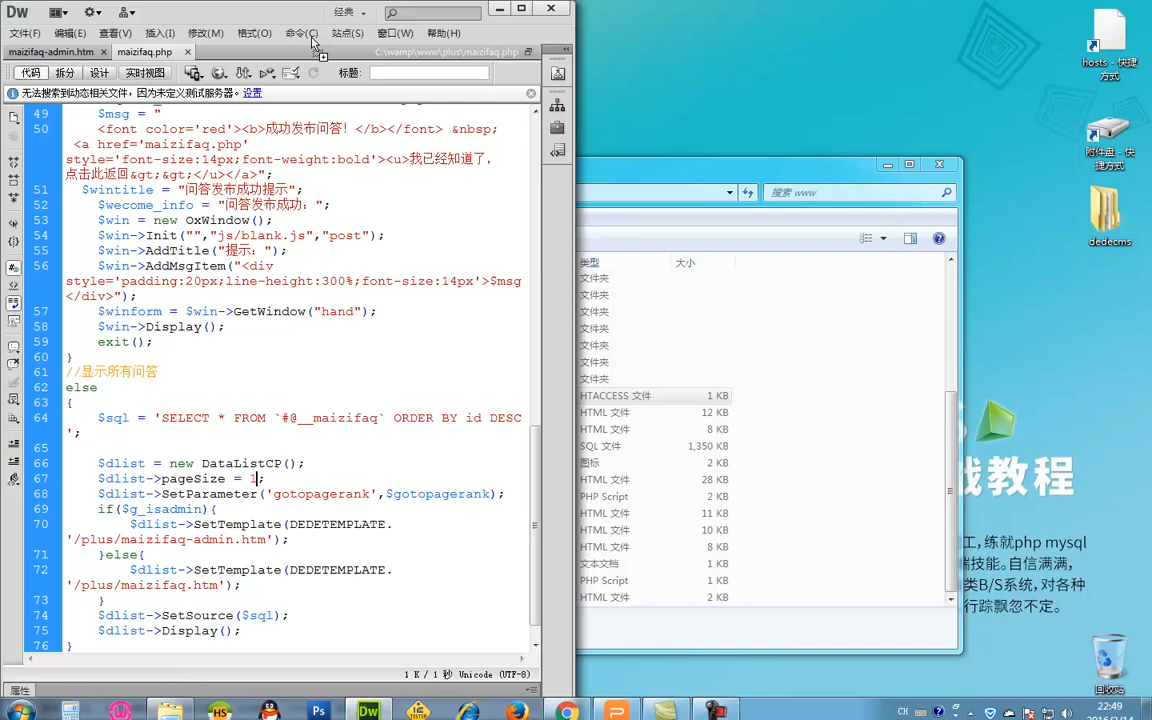 Dw
经典
文件(F) 编辑(E) 查看(V) 插入(I) 修改(M) 格式(O) 命令(C) 站点(S) 窗口(W) 帮助(H)
maizifaq-admin.htm maizifaq.php C:\wamp\www\plus\maizifaq.php
代码 拆分 设计 实时视图 标题:
无法搜索到动态相关文件，因为未定义测试服务器。设置
49 $msg = "
50 <font color='red'><b>成功发布问答！</b></font> &nbsp;
<a href='maizifaq.php'
style='font-size:14px;font-weight:bold'><u>我已经知道了，
点击此返回&gt;&gt;</u></a>";
51 $wintitle = "问答发布成功提示";
52 $wecome_info = "问答发布成功：";
53 $win = new OxWindow();
54 $win->Init("","js/blank.js","post");
55 $win->AddTitle("提示：");
56 $win->AddMsgItem("<div
style='padding:20px;line-height:300%;font-size:14px'>$msg
</div>");
57 $winform = $win->GetWindow("hand");
58 $win->Display();
59 exit();
60 }
61 //显示所有问答
62 else
63 {
64 $sql = 'SELECT * FROM `#@__maizifaq` ORDER BY id DESC
';
65
66 $dlist = new DataListCP();
67 $dlist->pageSize = 1;
68 $dlist->SetParameter('gotopagerank',$gotopagerank);
69 if($g_isadmin){
70 $dlist->SetTemplate(DEDETEMPLATE.
'/plus/maizifaq-admin.htm');
71 }else{
72 $dlist->SetTemplate(DEDETEMPLATE.
'/plus/maizifaq.htm');
73 }
74 $dlist->SetSource($sql);
75 $dlist->Display();
76 }
1 K / 1 秒 Unicode (UTF-8)
属性
搜索 www
类型 大小
文件夹
文件夹
文件夹
文件夹
文件夹
文件夹
文件夹
HTACCESS 文件 1 KB
HTML 文件 12 KB
HTML 文件 8 KB
SQL 文件 1,350 KB
图标 2 KB
HTML 文件 28 KB
PHP Script 2 KB
HTML 文件 11 KB
HTML 文件 10 KB
HTML 文件 8 KB
文本文档 1 KB
PHP Script 1 KB
HTML 文件 2 KB
hosts - 快捷
方式
附件盘 - 快
捷方式
dedecms
战教程
工，练就php mysql
端技能。自信满满，
类B/S系统，对各种
行踪飘忽不定。
回收站
HS
Ps
Dw
TESTER
CH
22:49
2016/2/14